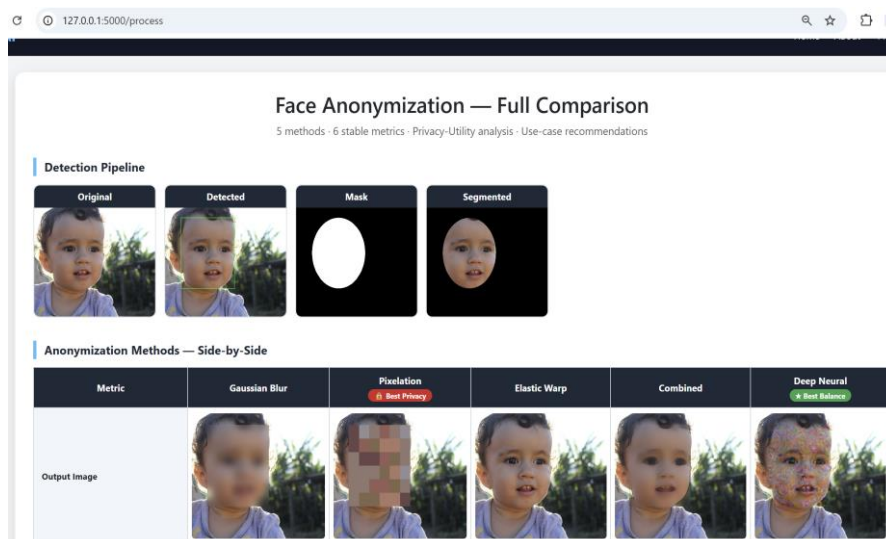 127.0.0.1:5000/process
Face Anonymization — Full Comparison
5 methods · 6 stable metrics · Privacy-Utility analysis · Use-case recommendations
Detection Pipeline
Original Detected Mask Segmented
Anonymization Methods — Side-by-Side
Metric Gaussian Blur Pixelation Elastic Warp Combined Deep Neural
Best Privacy ★ Best Balance
Output Image